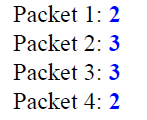 Packet 1: 2
Packet 2: 3
Packet 3: 3
Packet 4: 2